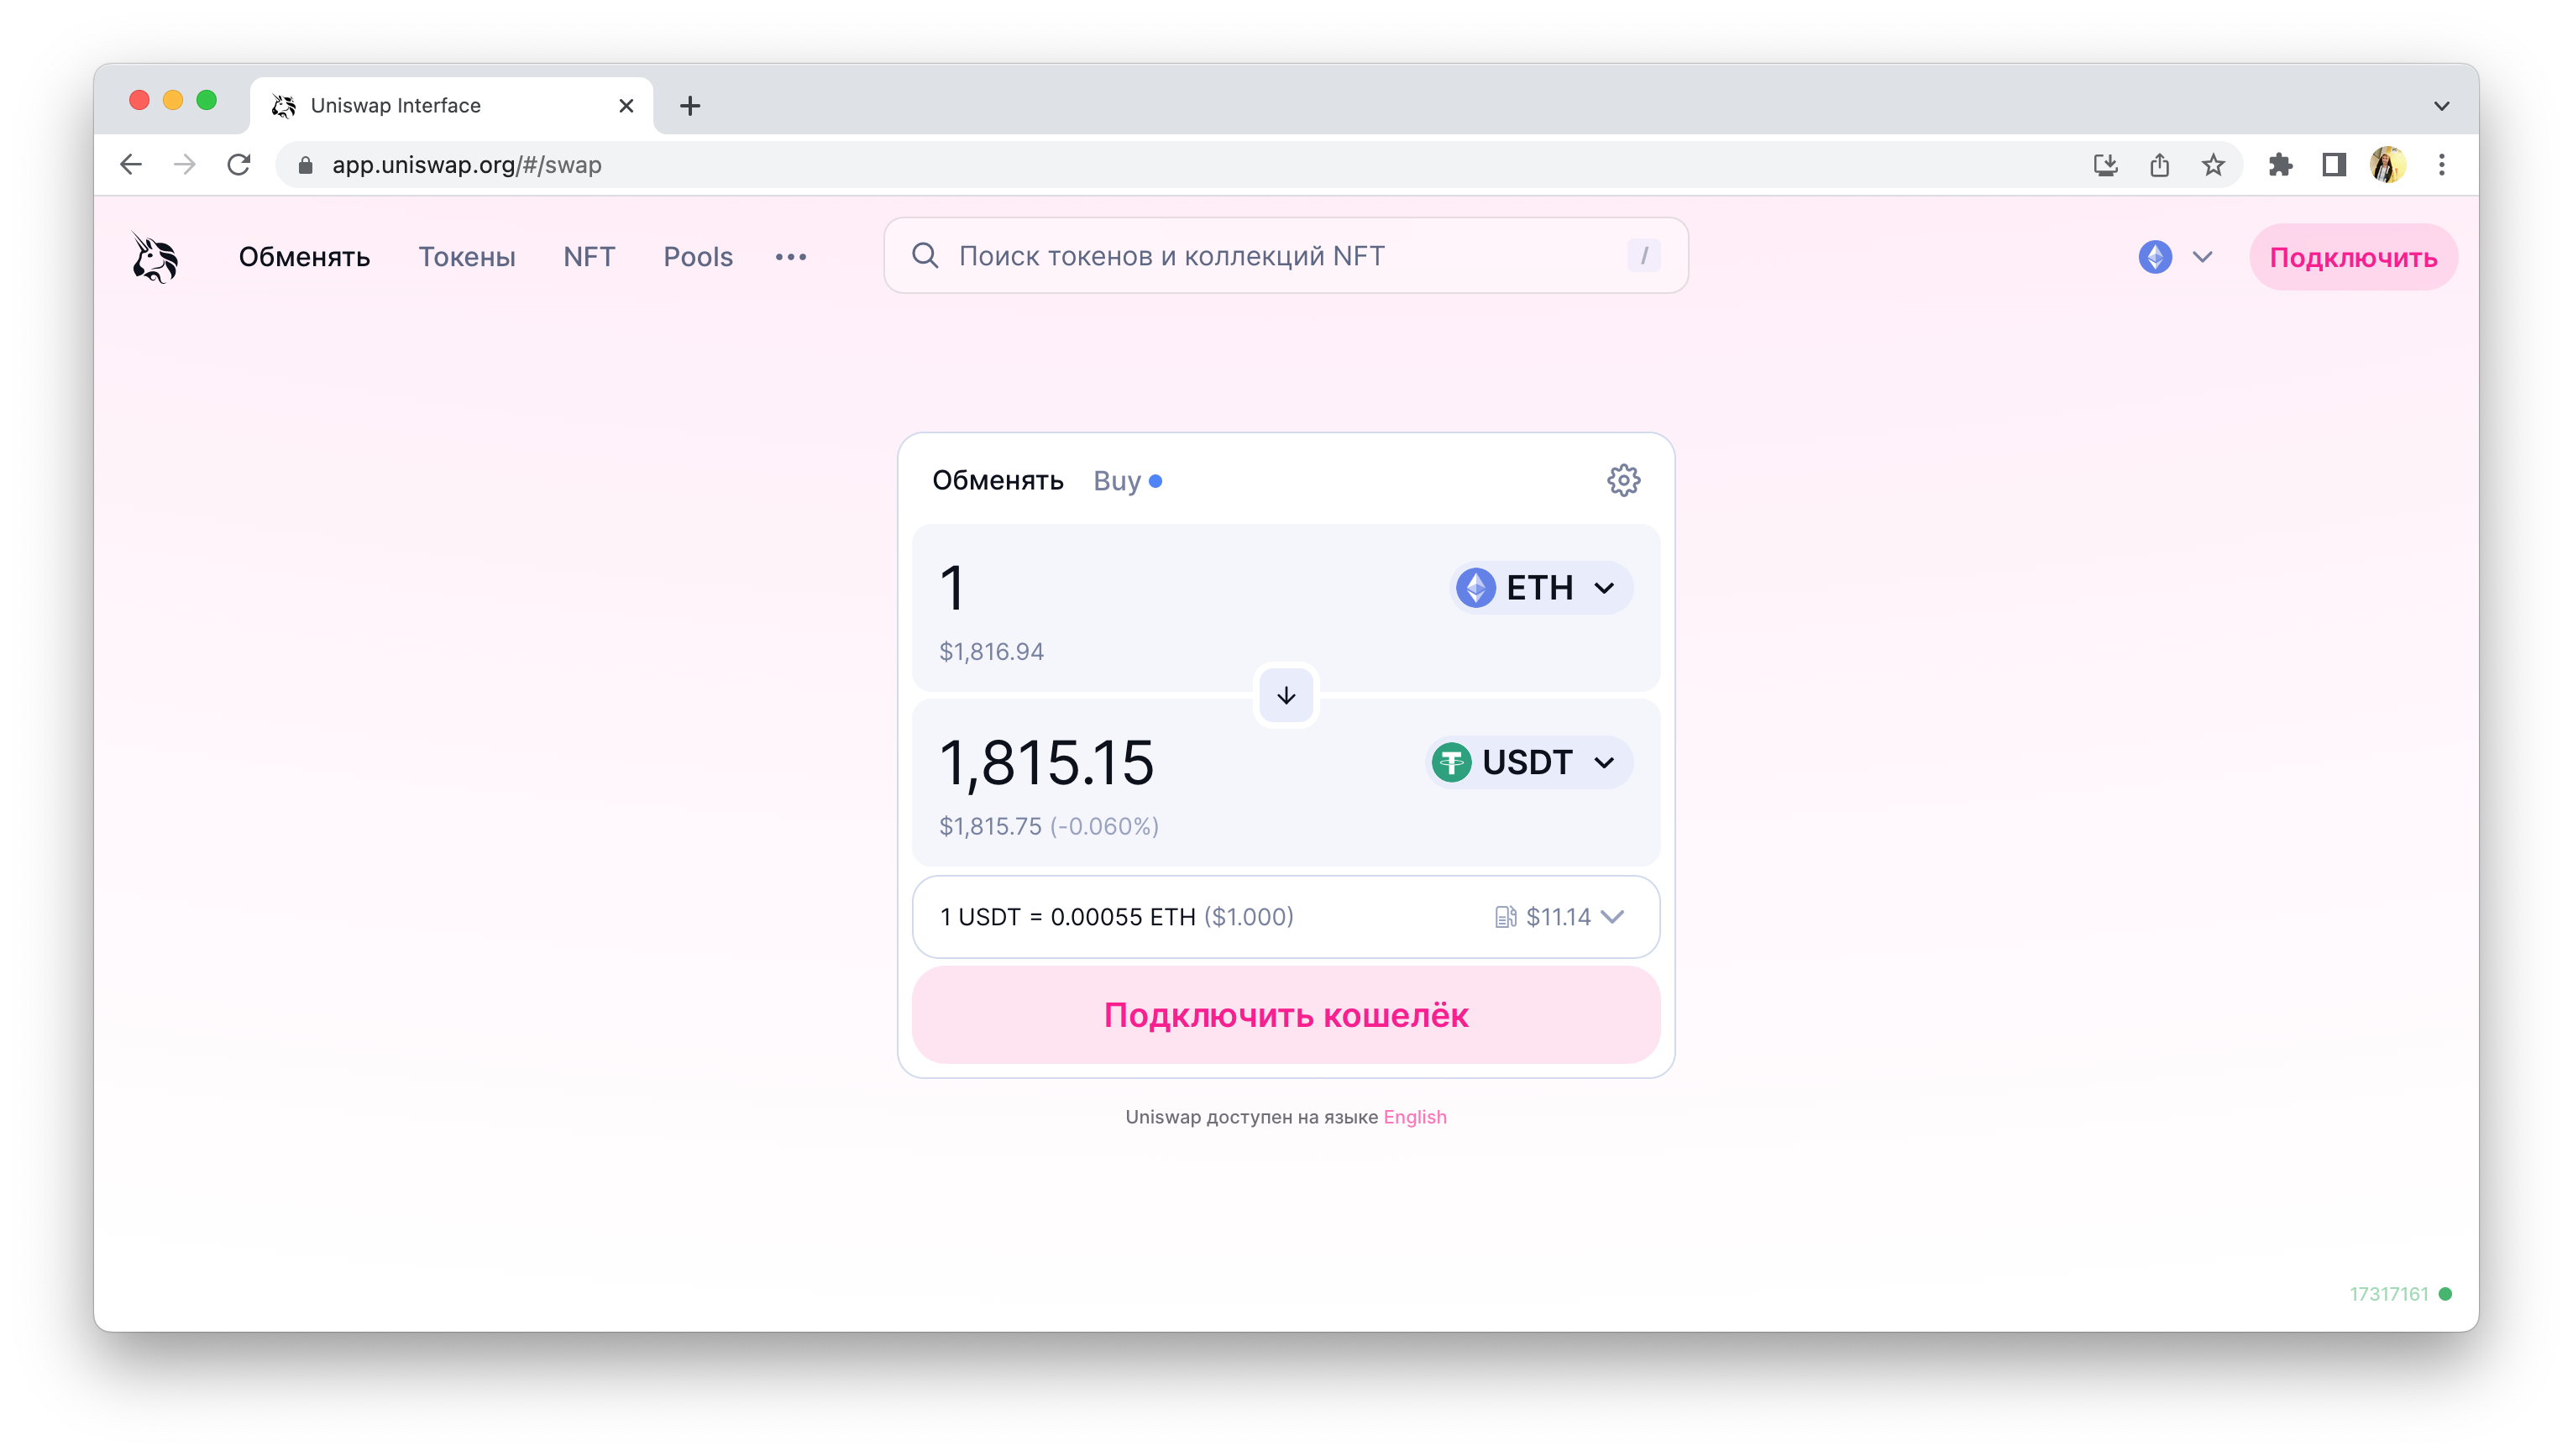 Uniswap Interface
app.uniswap.org/#/swap
Обменять Токены NFT Pools ••• Поиск токенов и коллекций NFT / Подключить
Обменять Buy
1 ETH
$1,816.94
1,815.15 USDT
$1,815.75 (-0.060%)
1 USDT = 0.00055 ETH ($1.000) $11.14
Подключить кошелёк
Uniswap доступен на языке English
17317161